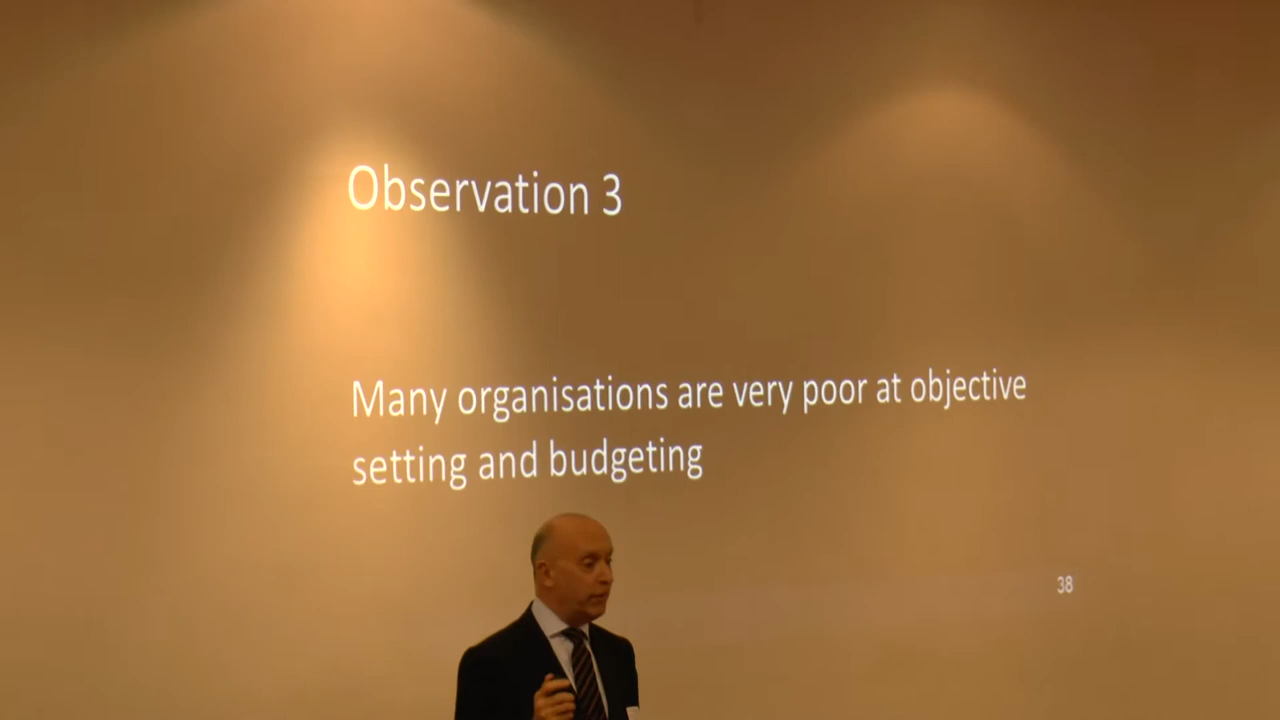 Observation 3
Many organisations are very poor at objective
setting and budgeting
38